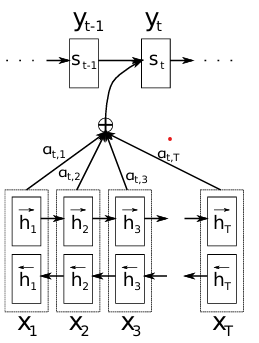 y_{t-1} y_t
. . . s_{t-1} s_t . . .
a_{t,1} a_{t,2} a_{t,3} a_{t,T}
\overrightarrow{h}_1 \overrightarrow{h}_2 \overrightarrow{h}_3 \overrightarrow{h}_T
\overleftarrow{h}_1 \overleftarrow{h}_2 \overleftarrow{h}_3 \overleftarrow{h}_T
x_1 x_2 x_3 x_T